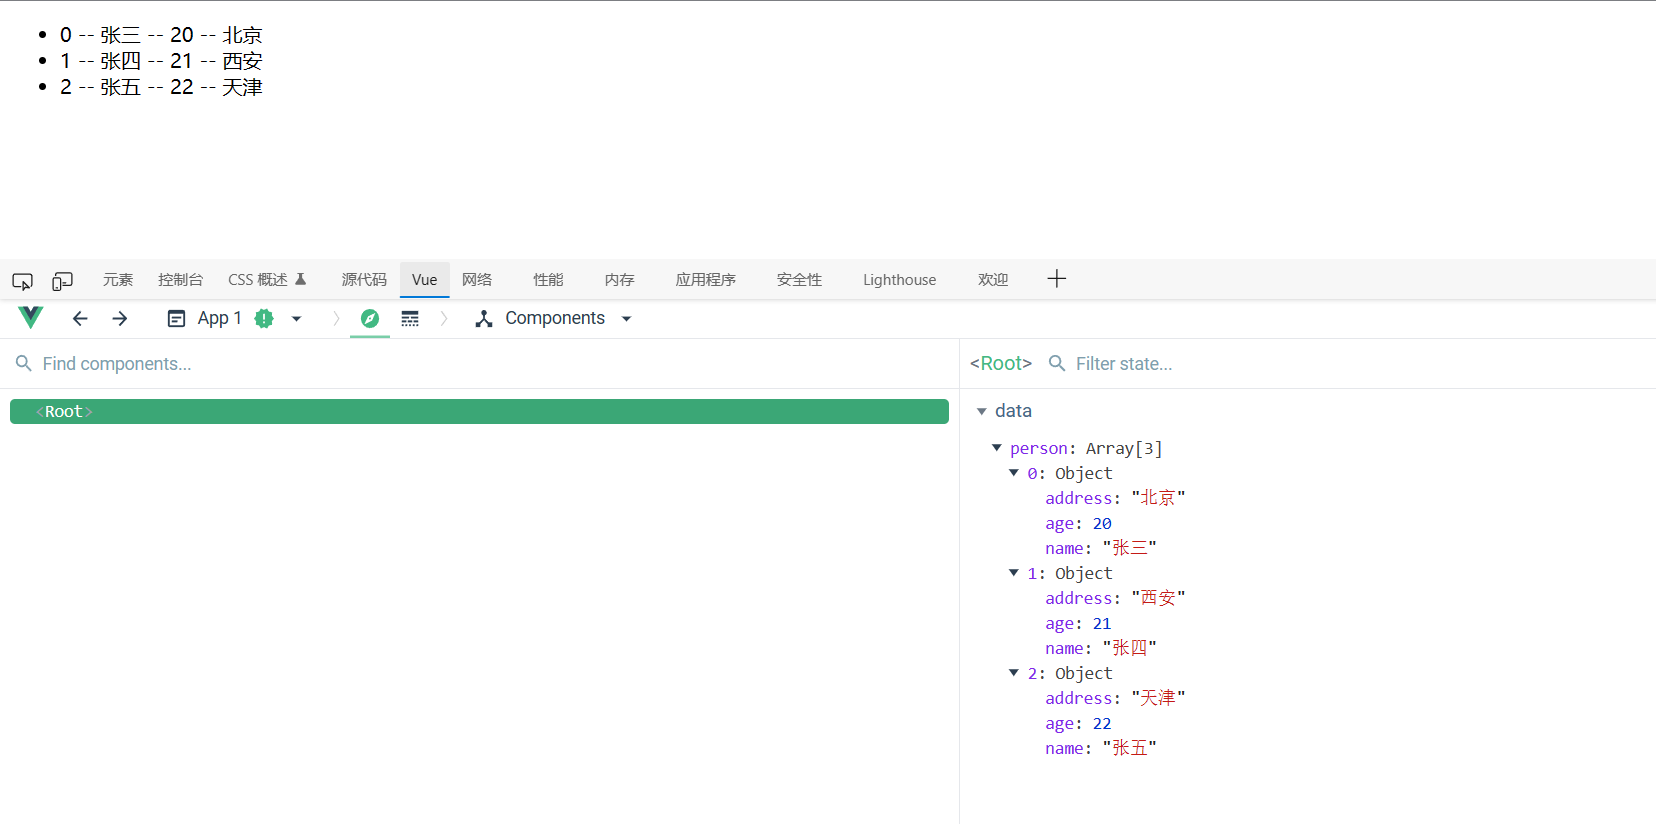 0 -- 张三 -- 20 -- 北京
1 -- 张四 -- 21 -- 西安
2 -- 张五 -- 22 -- 天津
元素 控制台 CSS 概述 源代码 Vue 网络 性能 内存 应用程序 安全性 Lighthouse 欢迎
App 1 Components
Find components...
<Root> Filter state...
<Root>
data
person: Array[3]
0: Object
address: "北京"
age: 20
name: "张三"
1: Object
address: "西安"
age: 21
name: "张四"
2: Object
address: "天津"
age: 22
name: "张五"